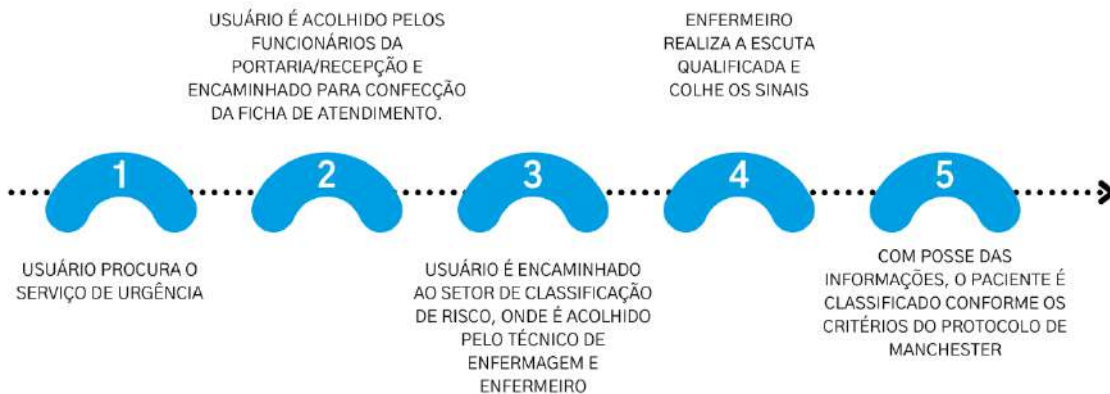 1
USUÁRIO PROCURA O
SERVIÇO DE URGÊNCIA
2
USUÁRIO É ACOLHIDO PELOS
FUNCIONÁRIOS DA
PORTARIA/RECEPÇÃO E
ENCAMINHADO PARA CONFECÇÃO
DA FICHA DE ATENDIMENTO.
3
USUÁRIO É ENCAMINHADO
AO SETOR DE CLASSIFICAÇÃO
DE RISCO, ONDE É ACOLHIDO
PELO TÉCNICO DE
ENFERMAGEM E
ENFERMEIRO
4
ENFERMEIRO
REALIZA A ESCUTA
QUALIFICADA E
COLHE OS SINAIS
5
COM POSSE DAS
INFORMAÇÕES, O PACIENTE É
CLASSIFICADO CONFORME OS
CRITÉRIOS DO PROTOCOLO DE
MANCHESTER